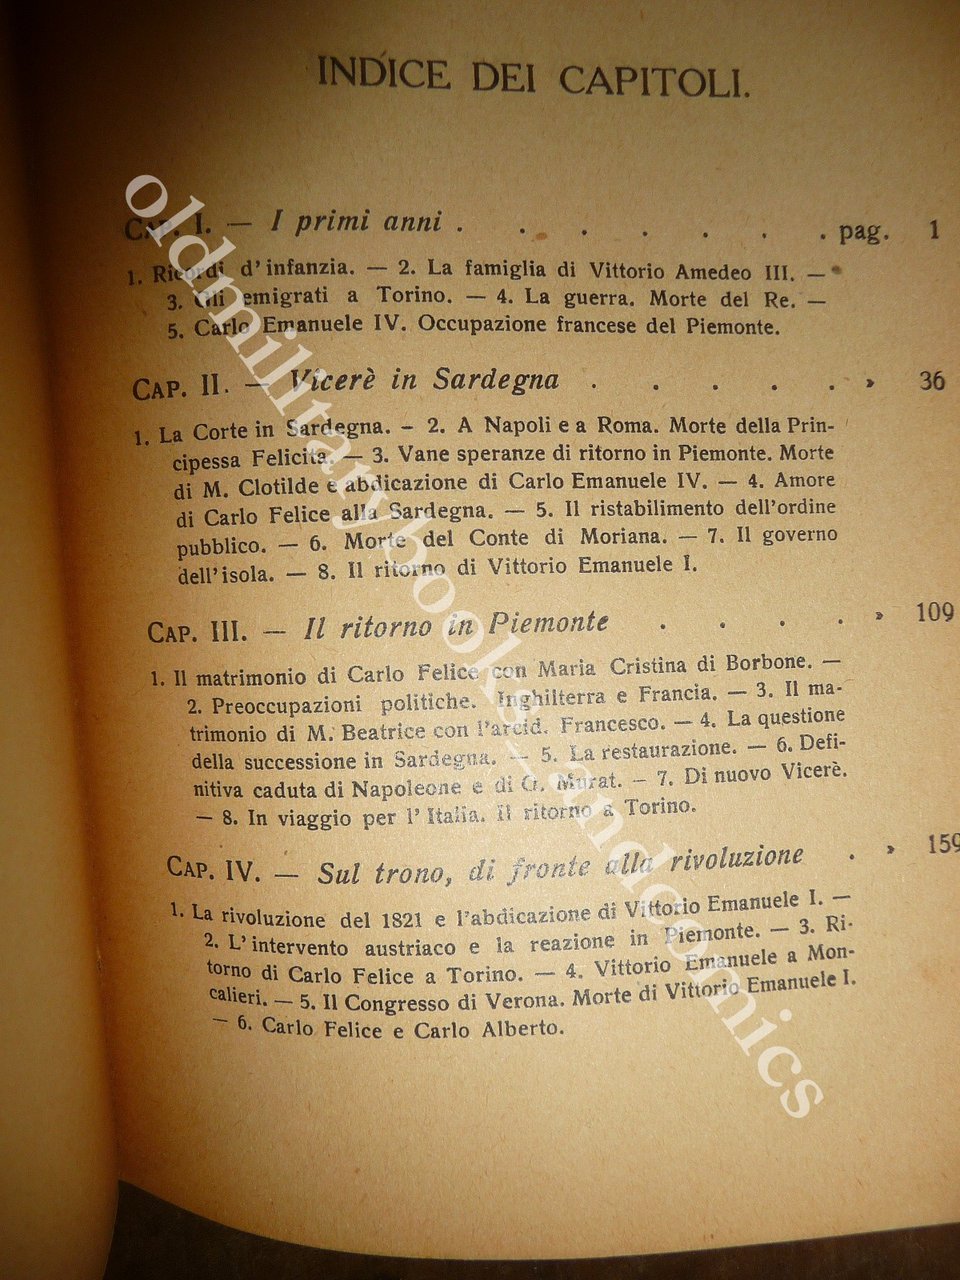 INDICE DEI CAPITOLI.
CAP. I. — I primi anni . . . . . . . pag. 1
1. Ricordi d'infanzia. — 2. La famiglia di Vittorio Amedeo III. —
3. Gli emigrati a Torino. — 4. La guerra. Morte del Re. —
5. Carlo Emanuele IV. Occupazione francese del Piemonte.
CAP. II. — Vicerè in Sardegna . . . . . » 36
1. La Corte in Sardegna. – 2. A Napoli e a Roma. Morte della Prin-
cipessa Felicita. — 3. Vane speranze di ritorno in Piemonte. Morte
di M. Clotilde e abdicazione di Carlo Emanuele IV. — 4. Amore
di Carlo Felice alla Sardegna. — 5. Il ristabilimento dell'ordine
pubblico. — 6. Morte del Conte di Moriana. — 7. Il governo
dell'isola. — 8. Il ritorno di Vittorio Emanuele I.
CAP. III. — Il ritorno in Piemonte . . . . » 109
1. Il matrimonio di Carlo Felice con Maria Cristina di Borbone. —
2. Preoccupazioni politiche. Inghilterra e Francia. — 3. Il ma-
trimonio di M. Beatrice con l'arcid. Francesco. — 4. La questione
della successione in Sardegna. — 5. La restaurazione. — 6. Defi-
nitiva caduta di Napoleone e di G. Murat. — 7. Di nuovo Vicerè.
— 8. In viaggio per l'Italia. Il ritorno a Torino.
CAP. IV. — Sul trono, di fronte alla rivoluzione . » 159
1. La rivoluzione del 1821 e l'abdicazione di Vittorio Emanuele I. —
2. L'intervento austriaco e la reazione in Piemonte. — 3. Ri-
torno di Carlo Felice a Torino. — 4. Vittorio Emanuele a Mon-
calieri. — 5. Il Congresso di Verona. Morte di Vittorio Emanuele I.
— 6. Carlo Felice e Carlo Alberto.
oldmilitarybooks_andcomics